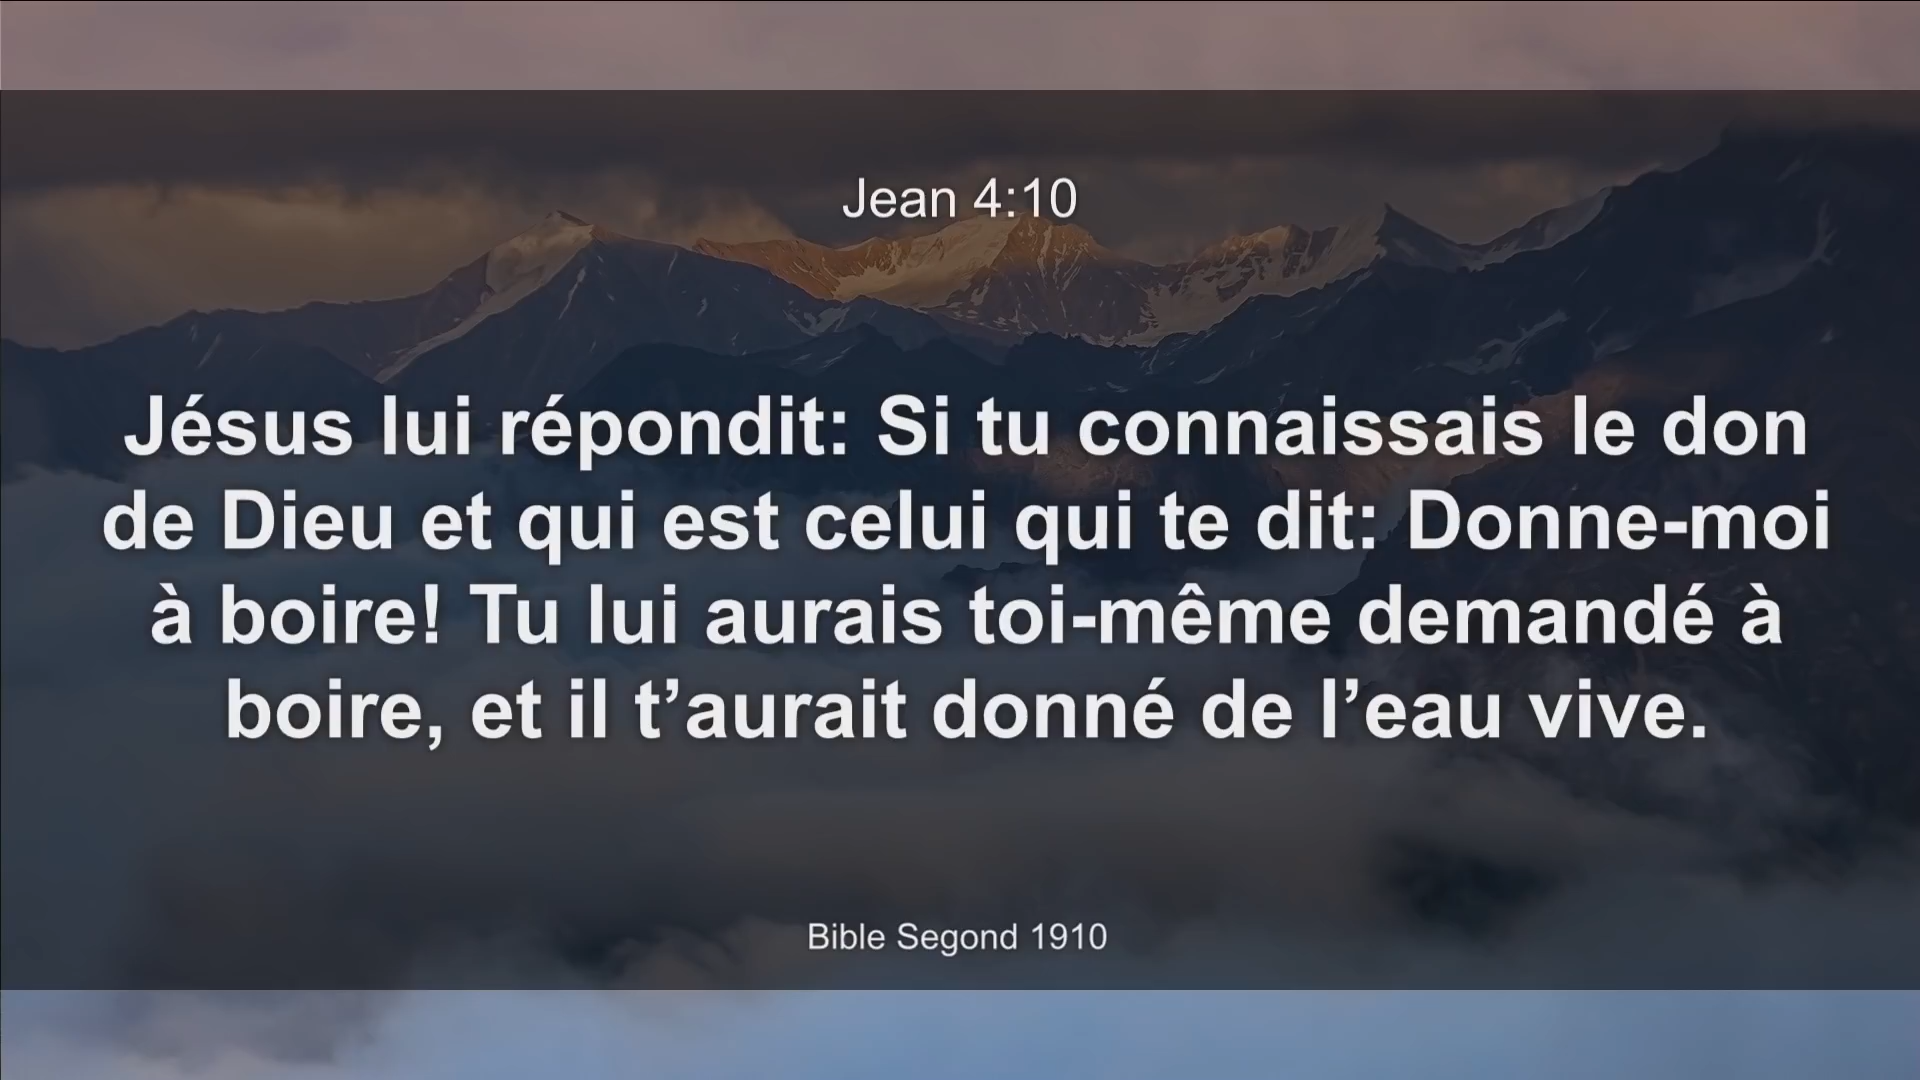 Jean 4:10
Jésus lui répondit: Si tu connaissais le don
de Dieu et qui est celui qui te dit: Donne-moi
à boire! Tu lui aurais toi-même demandé à
boire, et il t’aurait donné de l’eau vive.
Bible Segond 1910